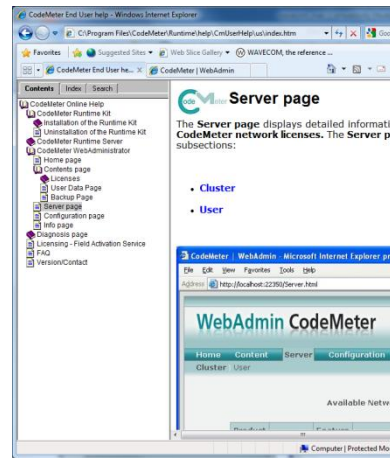 CodeMeter End User help - Windows Internet Explorer
C:\Program Files\CodeMeter\Runtime\help\CmUserHelp\us\index.htm
Goo
Favorites Suggested Sites Web Slice Gallery WAVECOM, the reference ...
CodeMeter End User He... X CodeMeter | WebAdmin
Contents Index Search
CodeMeter Online Help
CodeMeter Runtime Kit
Installation of the Runtime Kit
Uninstallation of the Runtime Kit
CodeMeter Runtime Server
CodeMeter WebAdministrator
Home page
Contents page
Licenses
User Data Page
Backup Page
Server page
Configuration page
Info page
Diagnosis page
Licensing - Field Activation Service
FAQ
Version/Contact
CodeMeter Server page
The Server page displays detailed informati
CodeMeter network licenses. The Server p
subsections:
Cluster
User
CodeMeter | WebAdmin - Microsoft Internet Explorer pr
File Edit View Favorites Tools Help
Address http://localhost:22350/Server.html
WebAdmin CodeMeter
Home Content Server Configuration
Cluster User
Available Netw
Product Feature
Computer | Protected Mo